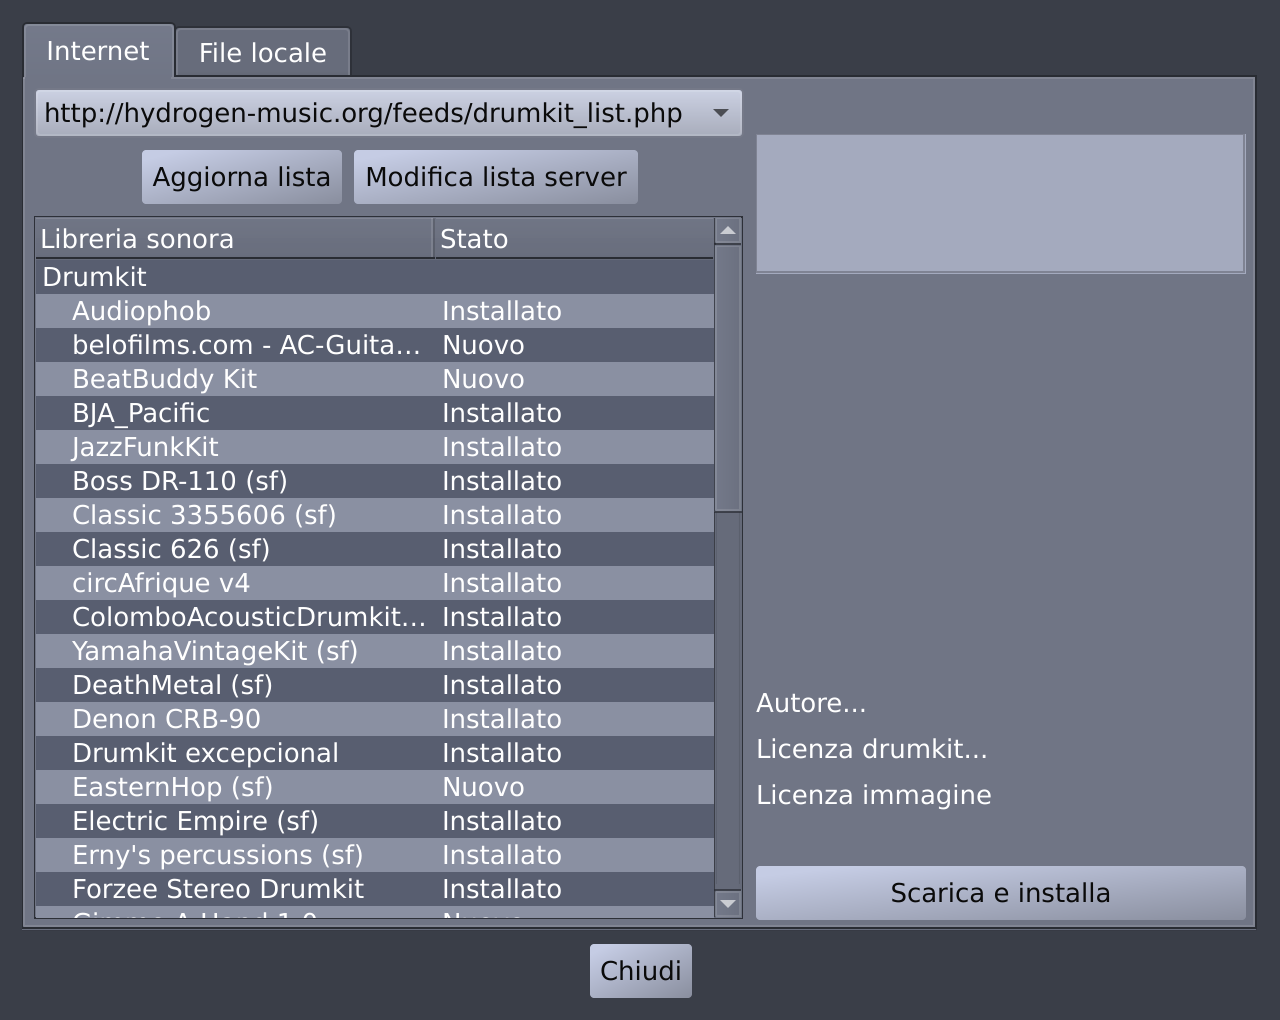 Internet
File locale
http://hydrogen-music.org/feeds/drumkit_list.php
Aggiorna lista
Modifica lista server
Libreria sonora Stato
Drumkit
Audiophob Installato
belofilms.com - AC-Guita... Nuovo
BeatBuddy Kit Nuovo
BJA_Pacific Installato
JazzFunkKit Installato
Boss DR-110 (sf) Installato
Classic 3355606 (sf) Installato
Classic 626 (sf) Installato
circAfrique v4 Installato
ColomboAcousticDrumkit... Installato
YamahaVintageKit (sf) Installato
DeathMetal (sf) Installato
Denon CRB-90 Installato
Drumkit excepcional Installato
EasternHop (sf) Nuovo
Electric Empire (sf) Installato
Erny's percussions (sf) Installato
Forzee Stereo Drumkit Installato
Autore...
Licenza drumkit...
Licenza immagine
Scarica e installa
Chiudi